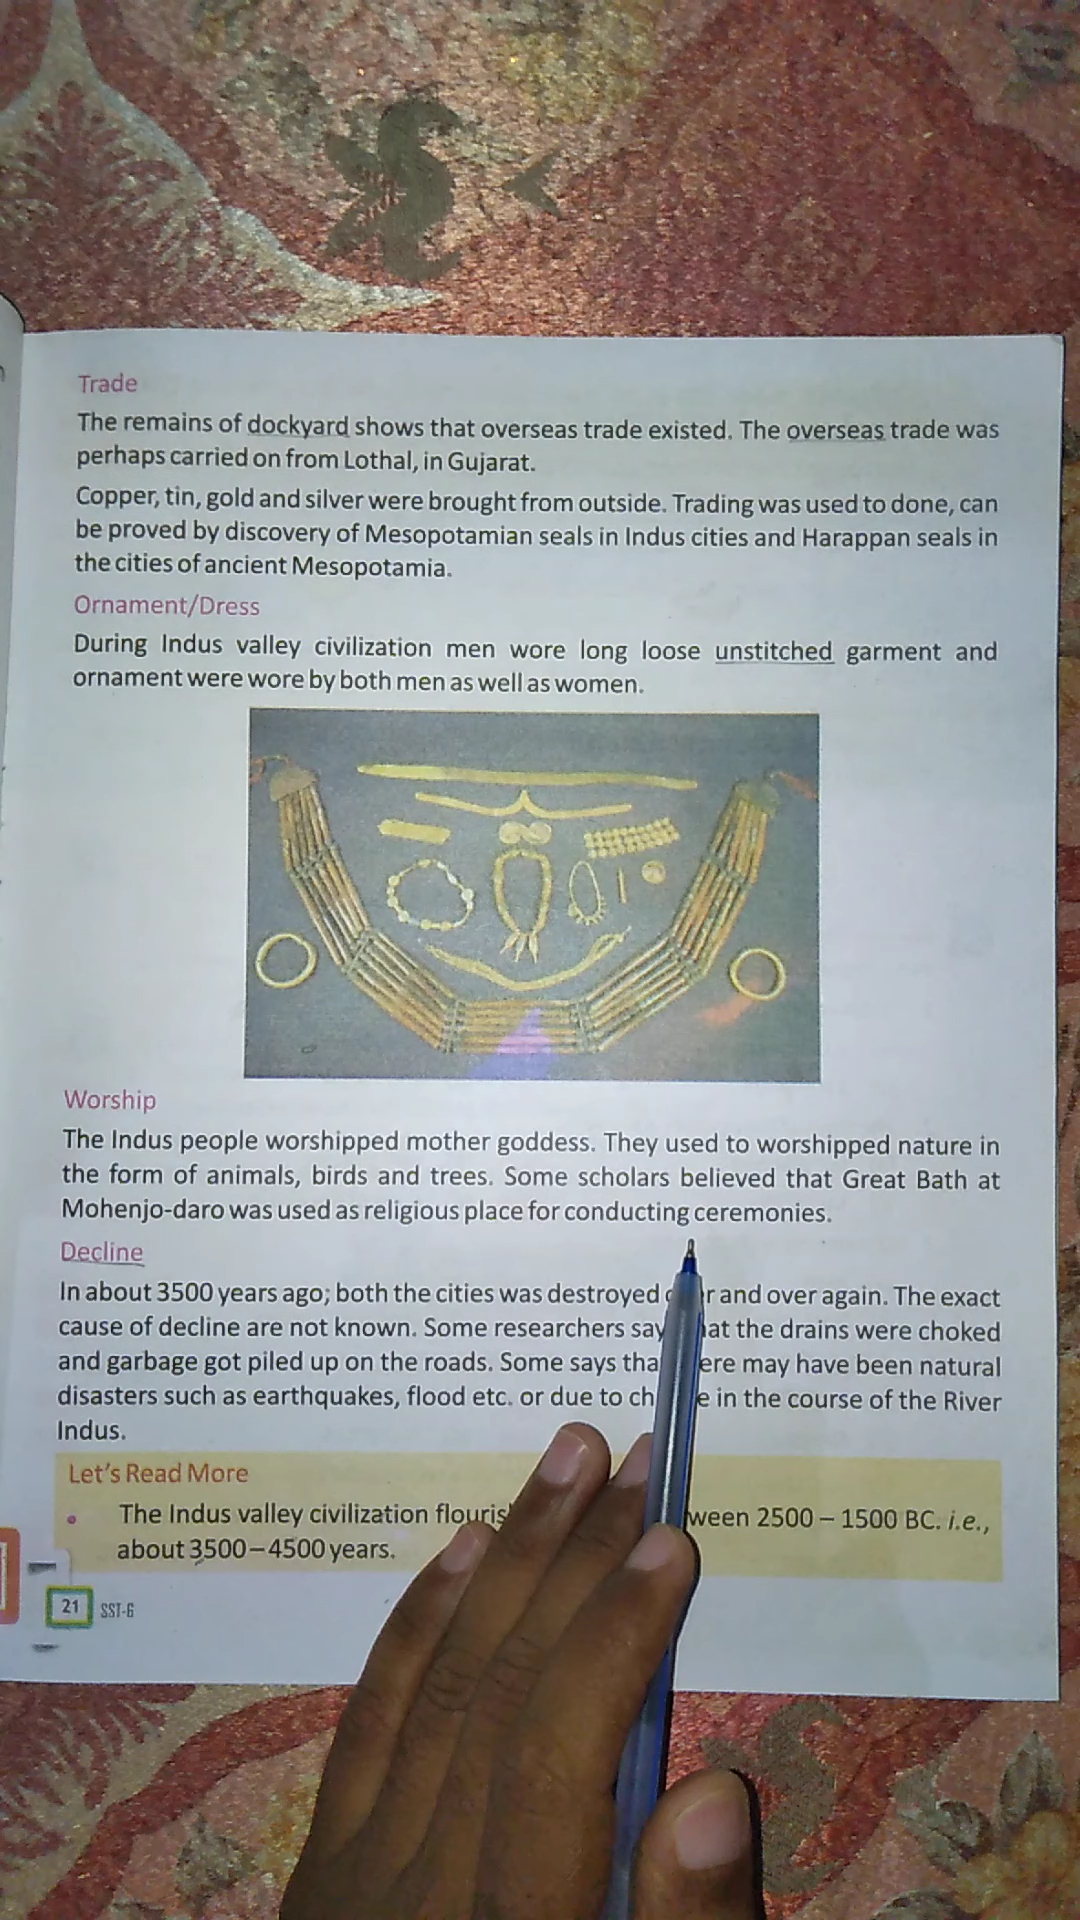 Trade
The remains of dockyard shows that overseas trade existed. The overseas trade was
perhaps carried on from Lothal, in Gujarat.
Copper, tin, gold and silver were brought from outside. Trading was used to done, can
be proved by discovery of Mesopotamian seals in Indus cities and Harappan seals in
the cities of ancient Mesopotamia.
Ornament/Dress
During Indus valley civilization men wore long loose unstitched garment and
ornament were wore by both men as well as women.
Worship
The Indus people worshipped mother goddess. They used to worshipped nature in
the form of animals, birds and trees. Some scholars believed that Great Bath at
Mohenjo-daro was used as religious place for conducting ceremonies.
Decline
In about 3500 years ago; both the cities was destroyed and over again. The exact
cause of decline are not known. Some researchers say the drains were choked
and garbage got piled up on the roads. Some says may have been natural
disasters such as earthquakes, flood etc. or due to in the course of the River
Indus.
Let's Read More
The Indus valley civilization 2500 – 1500 BC. i.e.,
about 3500–4500 years.
21 SST-6